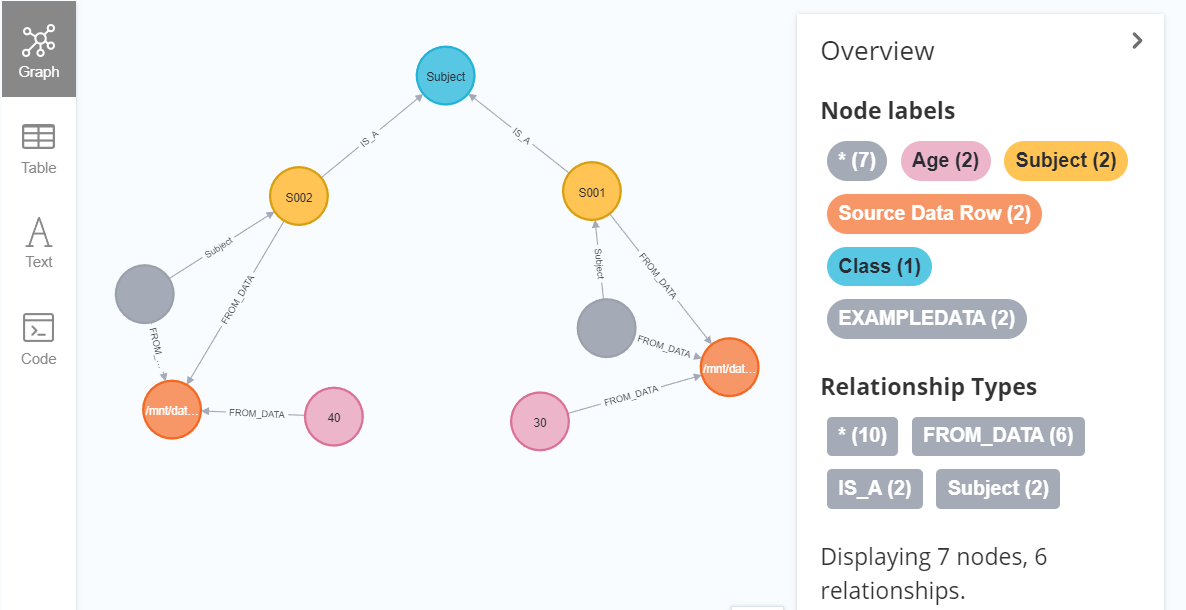 Graph
Table
Text
Code
Subject
IS_A
IS_A
S002
S001
Subject
FROM_DATA
Subject
FROM_DATA
FROM_...
FROM_DATA
/mnt/dat...
/mnt/dat...
FROM_DATA
40
FROM_DATA
30
Overview
Node labels
* (7) Age (2) Subject (2)
Source Data Row (2)
Class (1)
EXAMPLEDATA (2)
Relationship Types
* (10) FROM_DATA (6)
IS_A (2) Subject (2)
Displaying 7 nodes, 6
relationships.